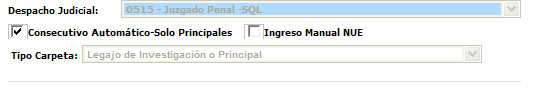 Despacho Judicial: 0515 - Juzgado Penal -SQL
Consecutivo Automático-Solo Principales Ingreso Manual NUE
Tipo Carpeta: Legajo de Investigación o Principal